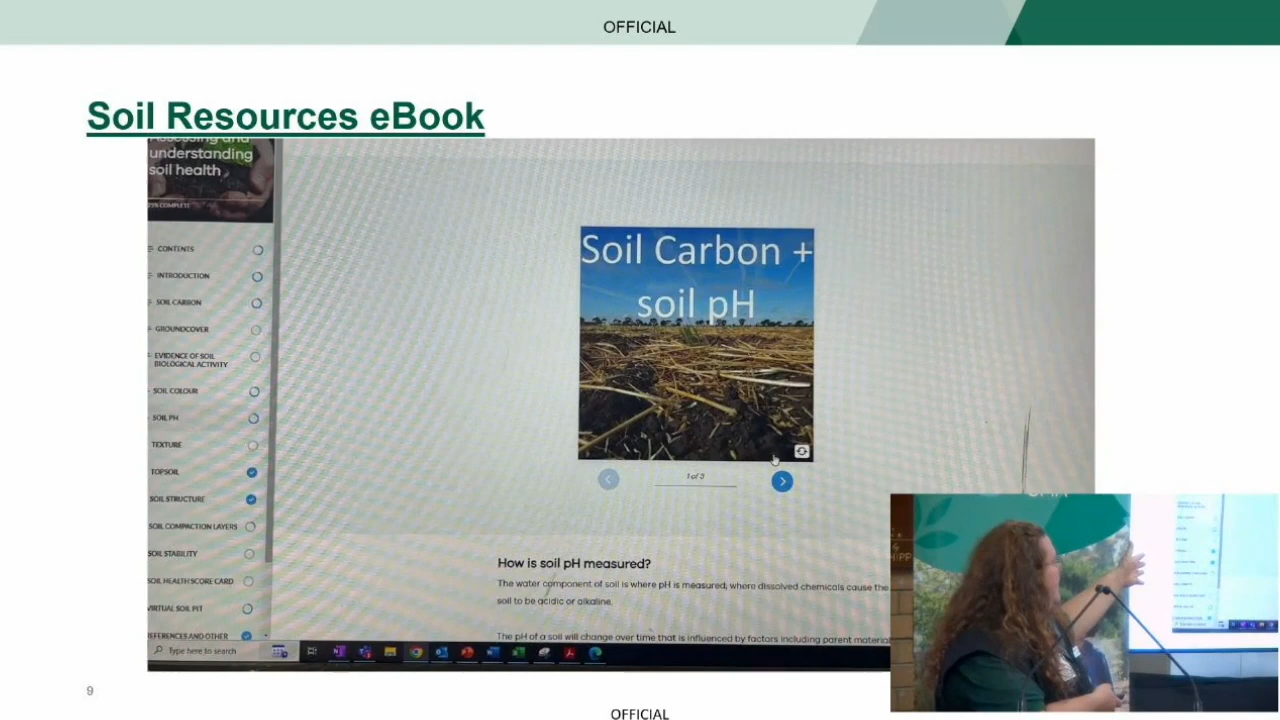 OFFICIAL
Soil Resources eBook
Assessing and
understanding
soil health
COMPLETE
CONTENTS
INTRODUCTION
SOIL CARBON
GROUNDCOVER
EVIDENCE OF SOIL
BIOLOGICAL ACTIVITY
SOIL COLOUR
SOIL PH
TEXTURE
TOPSOIL
SOIL STRUCTURE
SOIL COMPACTION LAYERS
SOIL STABILITY
SOIL HEALTH SCORE CARD
VIRTUAL SOIL PIT
REFERENCES AND OTHER
Type here to search
Soil Carbon +
soil pH
1 of 3
How is soil pH measured?
The water component of soil is where pH is measured, where dissolved chemicals cause the
soil to be acidic or alkaline.
The pH of a soil will change over time that is influenced by factors including parent material
9
OFFICIAL